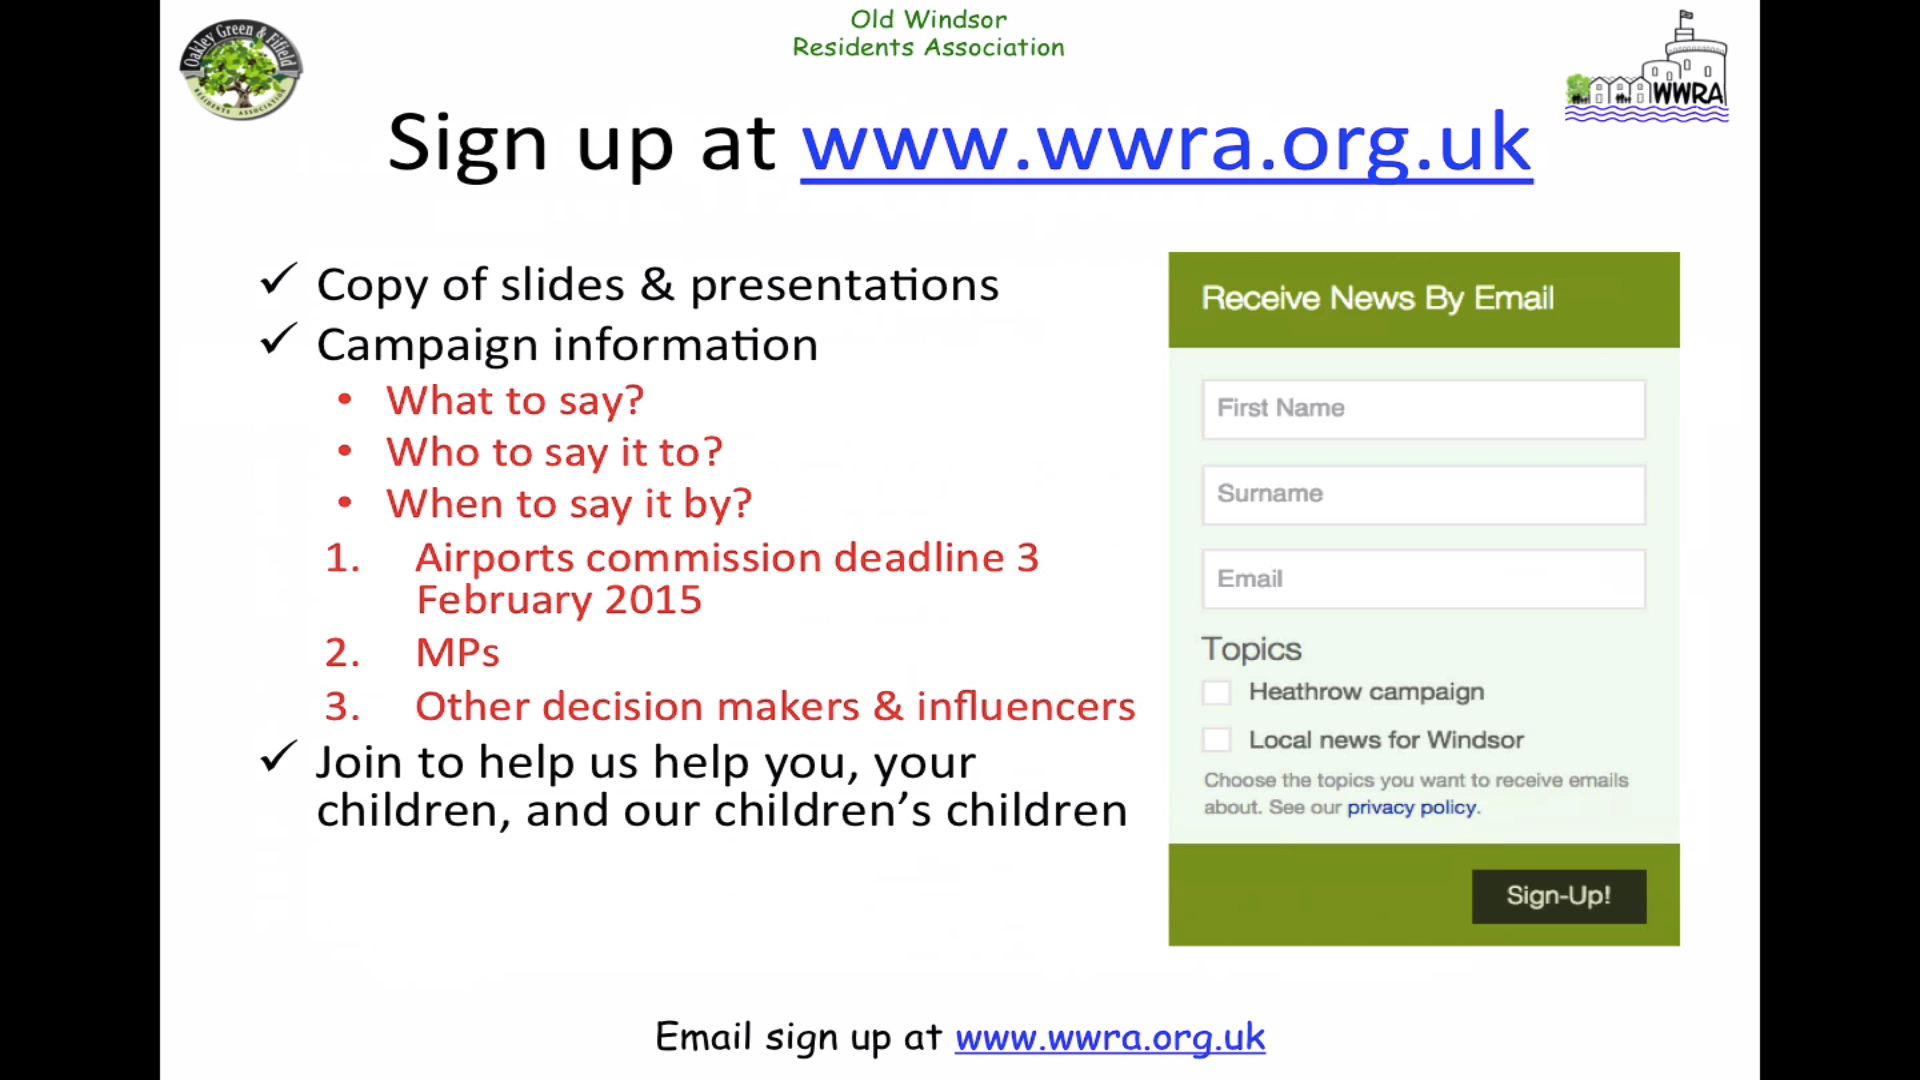 Oakley Green & Fifield
RESIDENTS ASSOCIATION
Old Windsor
Residents Association
WWRA
Sign up at www.wwra.org.uk
✓ Copy of slides & presentations
✓ Campaign information
• What to say?
• Who to say it to?
• When to say it by?
1. Airports commission deadline 3
February 2015
2. MPs
3. Other decision makers & influencers
✓ Join to help us help you, your
children, and our children’s children
Receive News By Email
First Name
Surname
Email
Topics
Heathrow campaign
Local news for Windsor
Choose the topics you want to receive emails
about. See our privacy policy.
Sign-Up!
Email sign up at www.wwra.org.uk